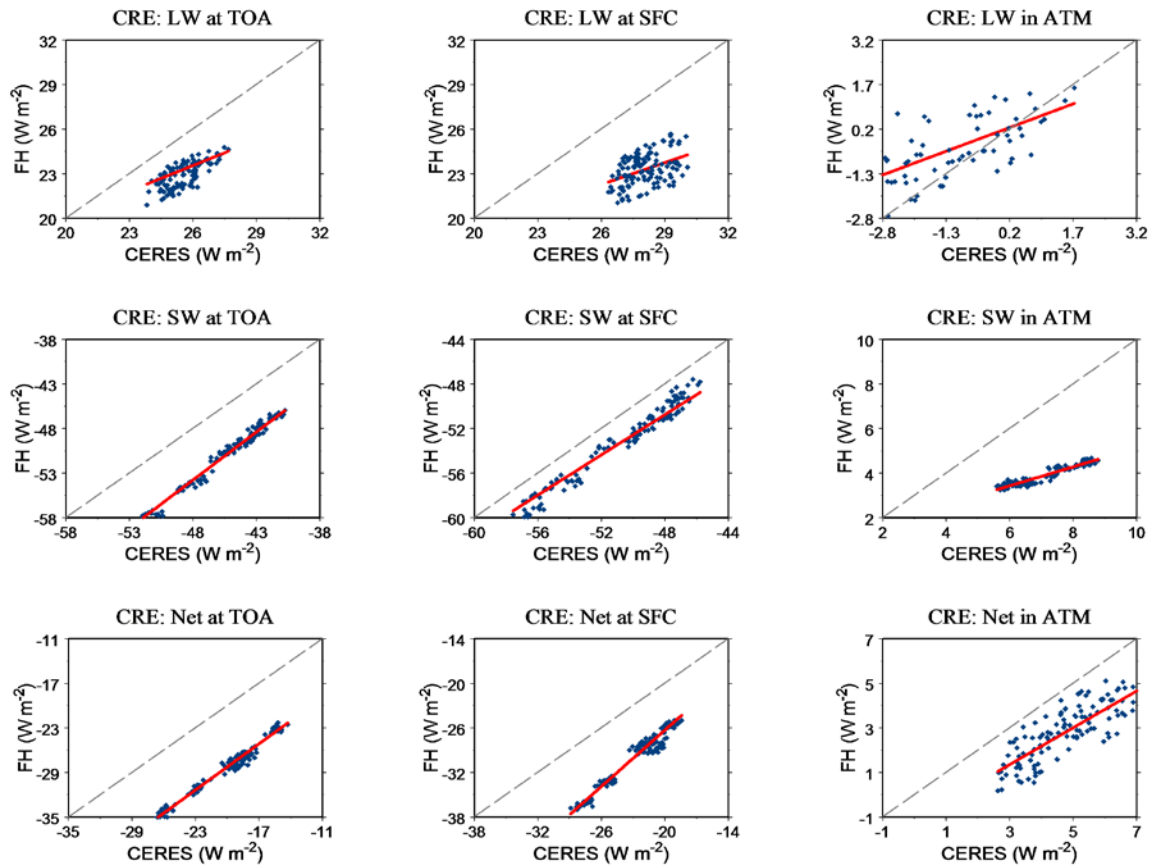 CRE: LW at TOA
FH (W m⁻²)
32
29
26
23
20
20 23 26 29 32
CERES (W m⁻²)
CRE: LW at SFC
FH (W m⁻²)
32
29
26
23
20
20 23 26 29 32
CERES (W m⁻²)
CRE: LW in ATM
FH (W m⁻²)
3.2
1.7
0.2
-1.3
-2.8
-2.8 -1.3 0.2 1.7 3.2
CERES (W m⁻²)
CRE: SW at TOA
FH (W m⁻²)
-38
-43
-48
-53
-58
-58 -53 -48 -43 -38
CERES (W m⁻²)
CRE: SW at SFC
FH (W m⁻²)
-44
-48
-52
-56
-60
-60 -56 -52 -48 -44
CERES (W m⁻²)
CRE: SW in ATM
FH (W m⁻²)
10
8
6
4
2
2 4 6 8 10
CERES (W m⁻²)
CRE: Net at TOA
FH (W m⁻²)
-11
-17
-23
-29
-35
-35 -29 -23 -17 -11
CERES (W m⁻²)
CRE: Net at SFC
FH (W m⁻²)
-14
-20
-26
-32
-38
-38 -32 -26 -20 -14
CERES (W m⁻²)
CRE: Net in ATM
FH (W m⁻²)
7
5
3
1
-1
-1 1 3 5 7
CERES (W m⁻²)